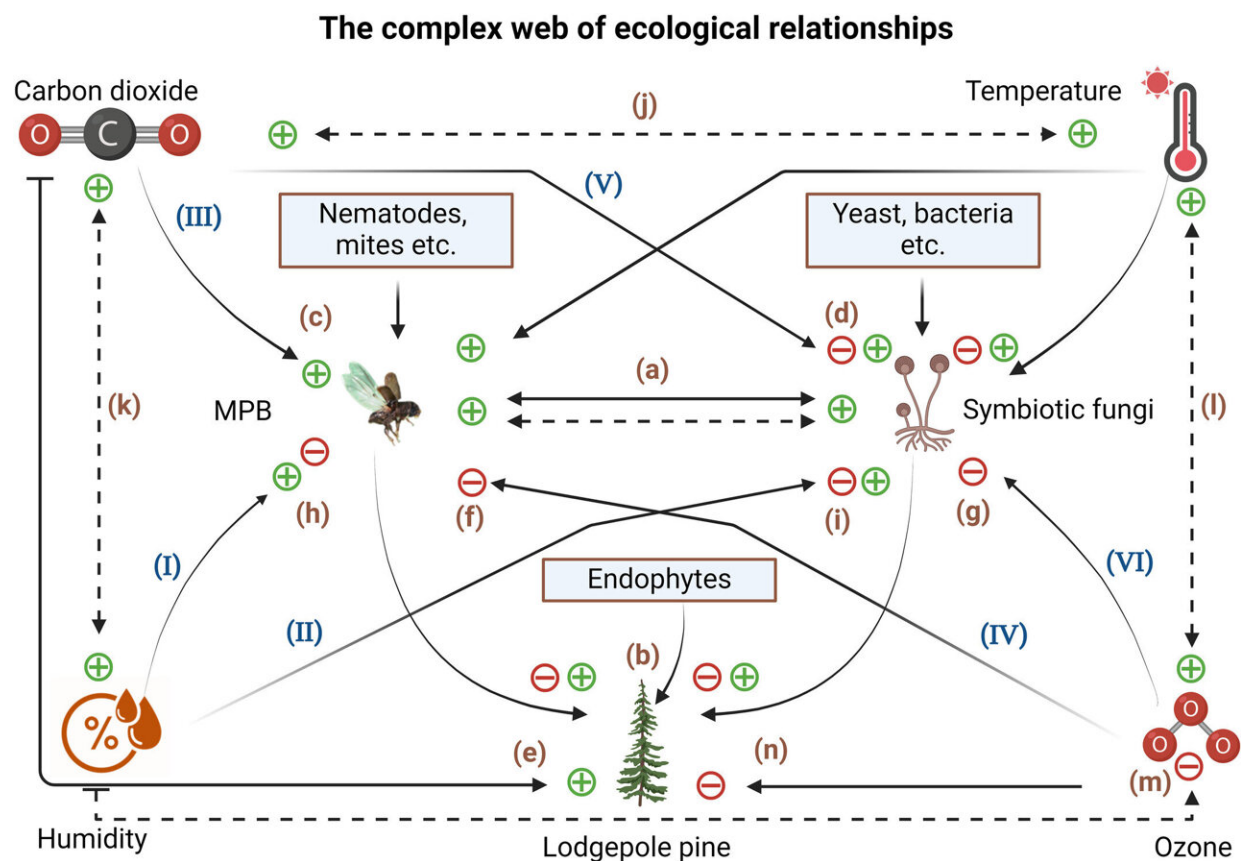 The complex web of ecological relationships
Carbon dioxide
Temperature
(j)
O C O
(V)
(III)
Nematodes,
mites etc.
Yeast, bacteria
etc.
(c)
(d)
(a)
(k)
MPB
Symbiotic fungi
(l)
(h)
(f)
(i)
(g)
(I)
(VI)
Endophytes
(II)
(IV)
(b)
%
O
O O
(e)
(n)
(m)
Humidity
Lodgepole pine
Ozone